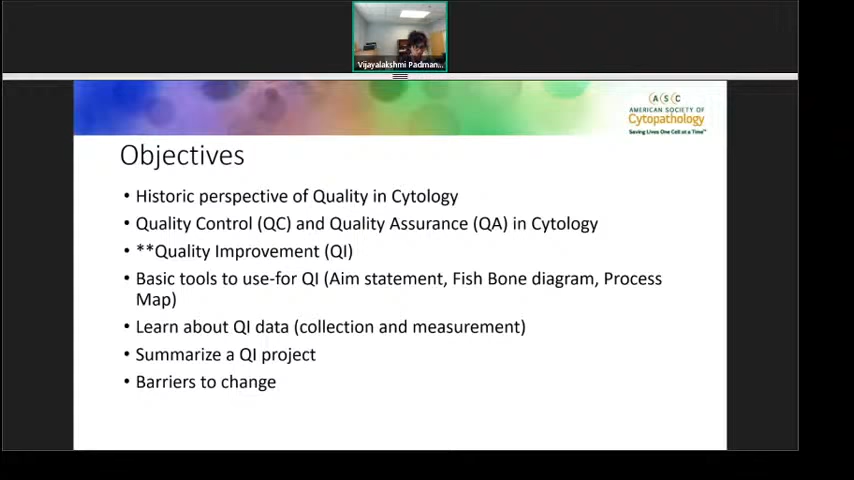 Vijayalakshmi Padman...
A S C
AMERICAN SOCIETY OF
Cytopathology
Saving Lives One Cell at a Time™
Objectives
• Historic perspective of Quality in Cytology
• Quality Control (QC) and Quality Assurance (QA) in Cytology
• **Quality Improvement (QI)
• Basic tools to use-for QI (Aim statement, Fish Bone diagram, Process
Map)
• Learn about QI data (collection and measurement)
• Summarize a QI project
• Barriers to change